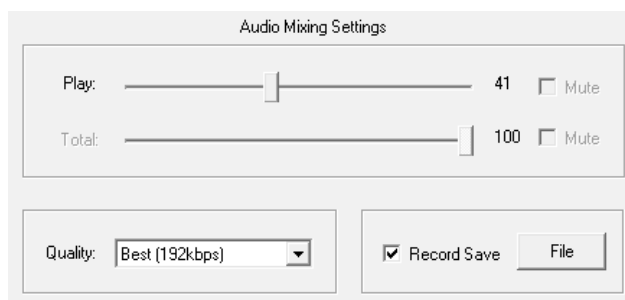 Audio Mixing Settings
Play: 41 Mute
Total: 100 Mute
Quality: Best (192kbps) Record Save File